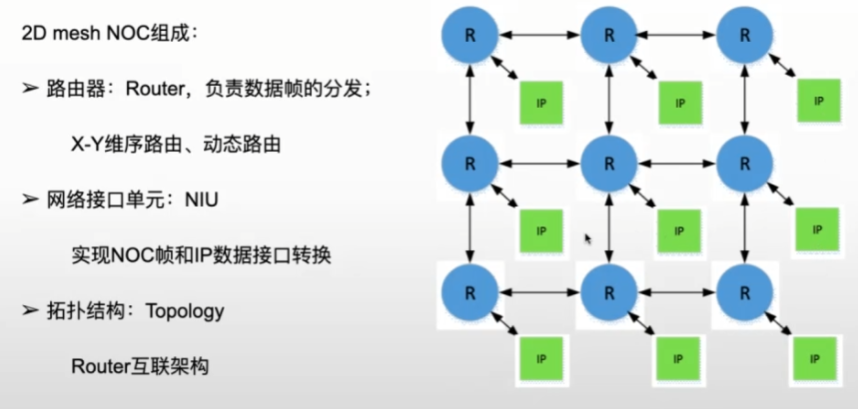 2D mesh NOC组成：
➢ 路由器：Router，负责数据帧的分发；
X-Y维序路由、动态路由
➢ 网络接口单元：NIU
实现NOC帧和IP数据接口转换
➢ 拓扑结构：Topology
Router互联架构
R R R
IP IP IP
R R R
IP IP IP
R R R
IP IP IP